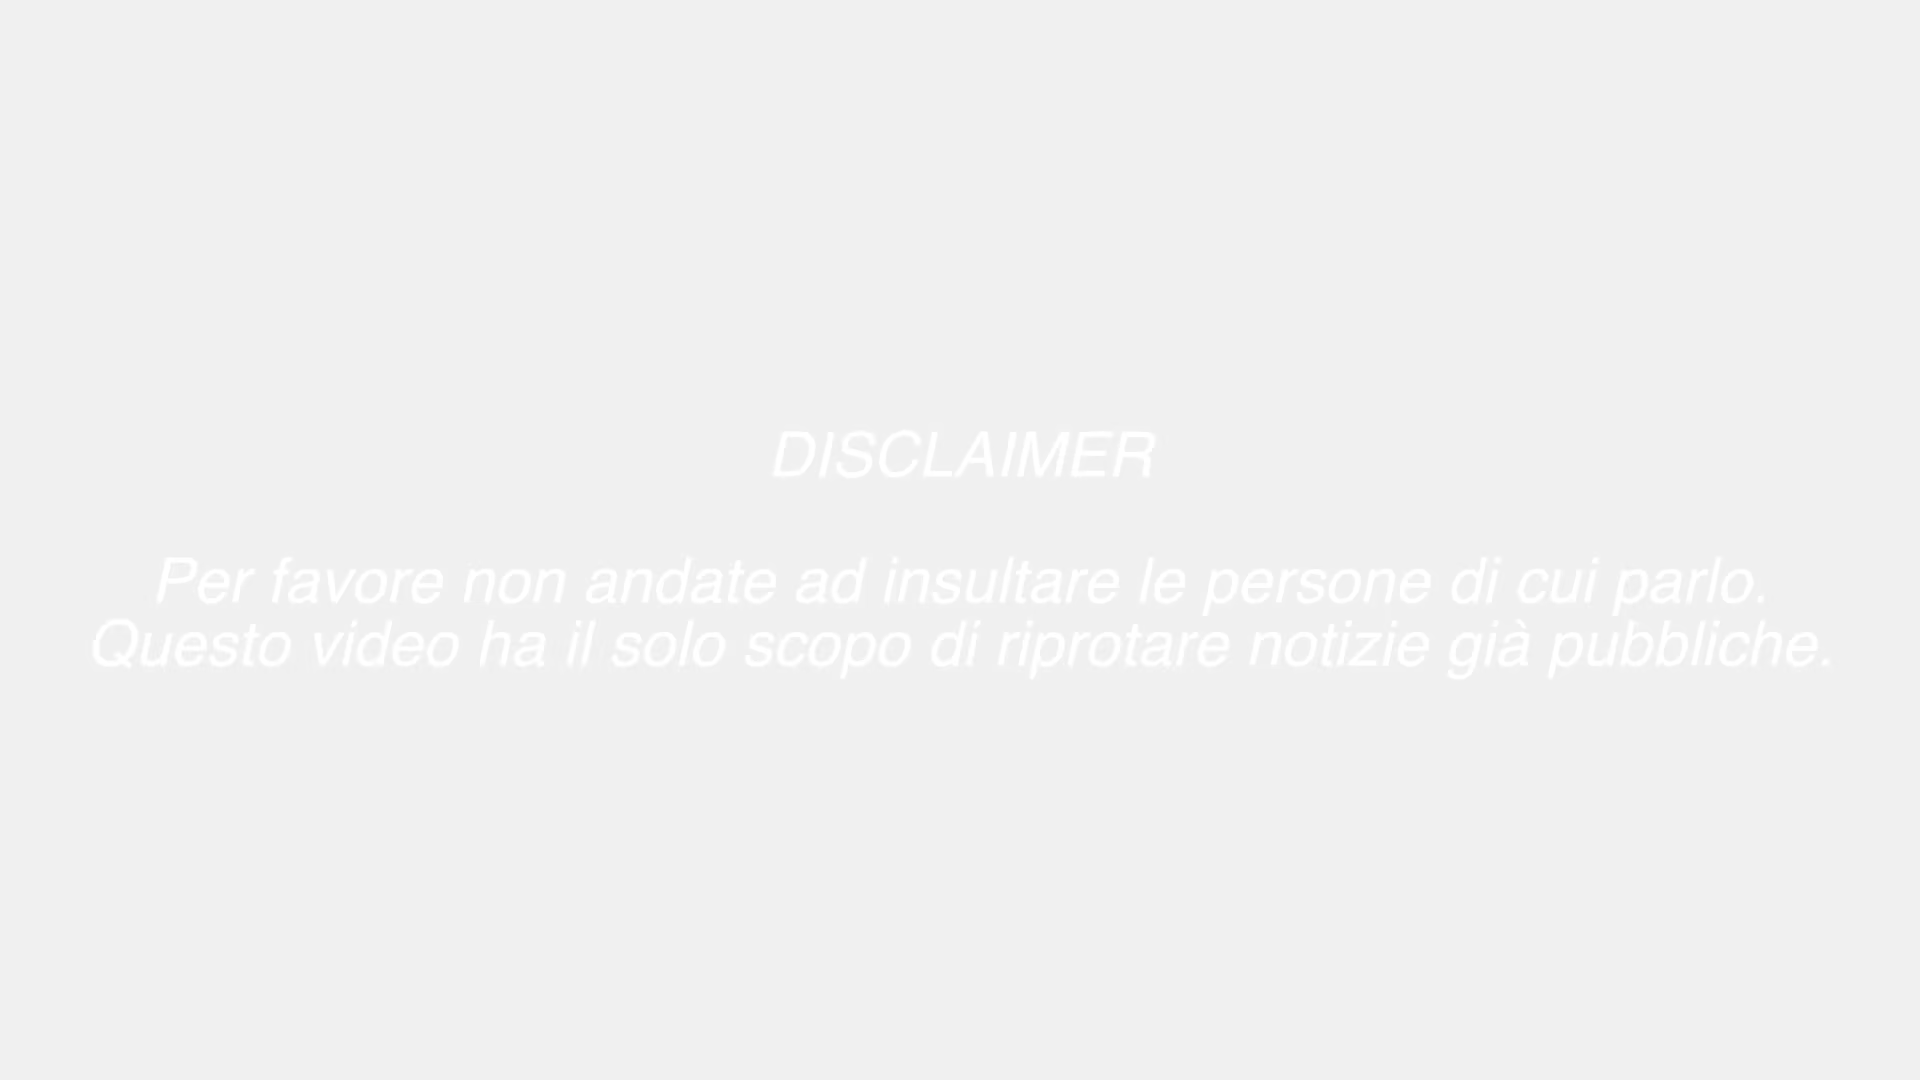 DISCLAIMER
Per favore non andate ad insultare le persone di cui parlo.
Questo video ha il solo scopo di riprotare notizie già pubbliche.